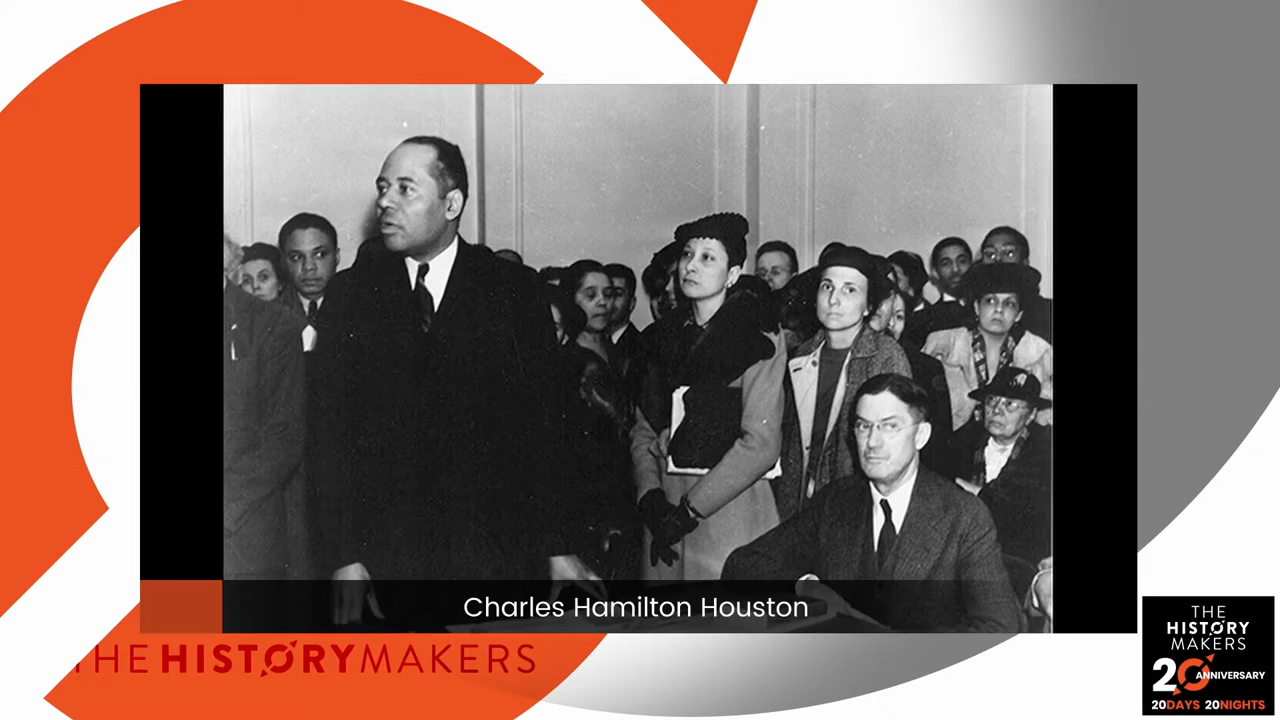 Charles Hamilton Houston
THE HISTORYMAKERS
THE
HISTORY
MAKERS
20 ANNIVERSARY
20DAYS 20NIGHTS